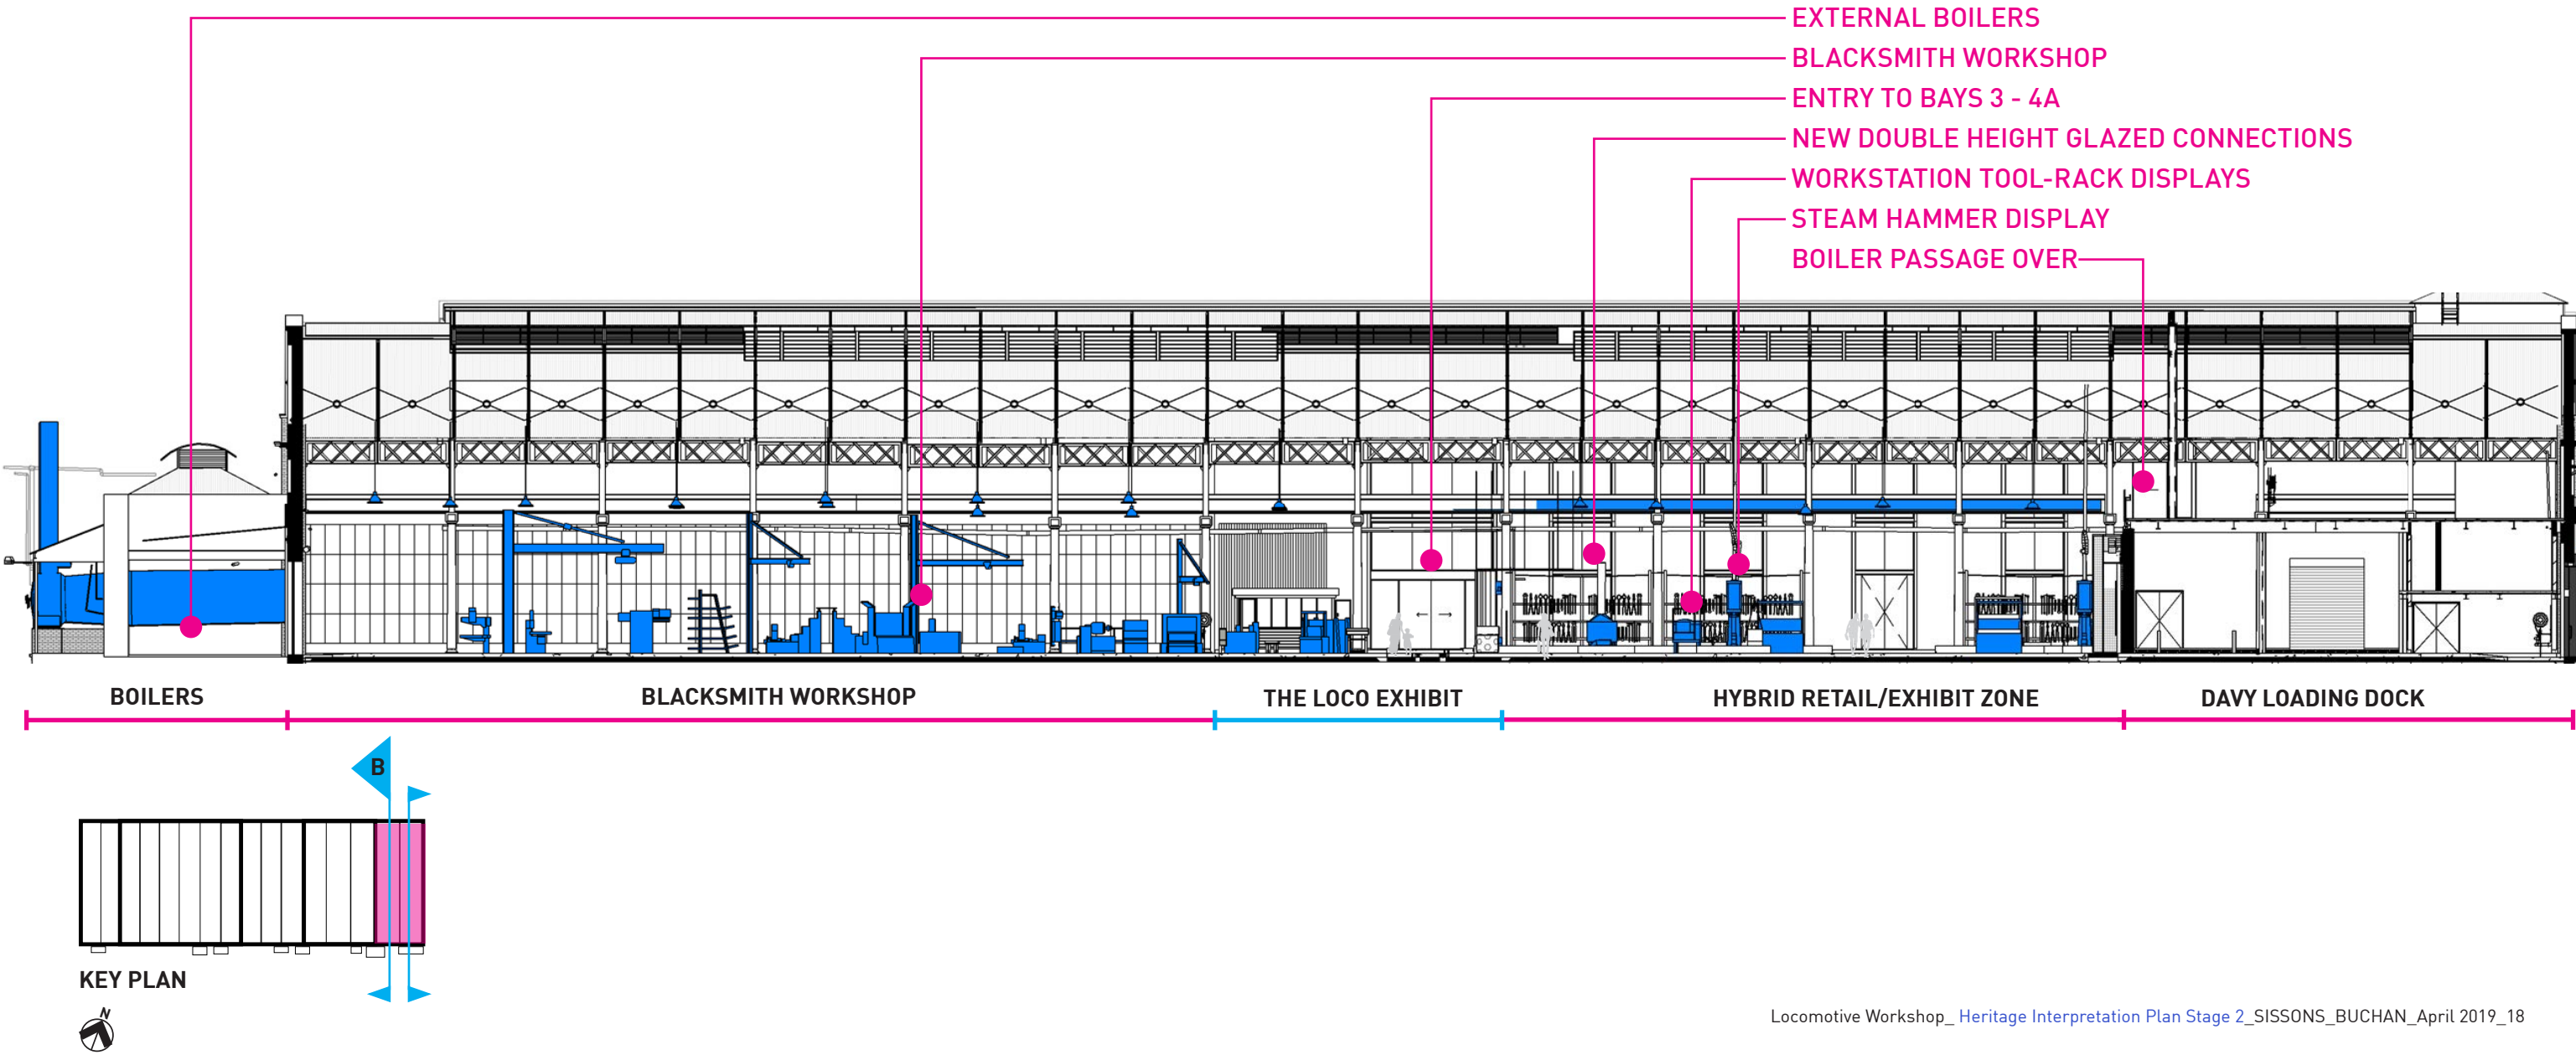 EXTERNAL BOILERS
BLACKSMITH WORKSHOP
ENTRY TO BAYS 3 - 4A
NEW DOUBLE HEIGHT GLAZED CONNECTIONS
WORKSTATION TOOL-RACK DISPLAYS
STEAM HAMMER DISPLAY
BOILER PASSAGE OVER
BOILERS
BLACKSMITH WORKSHOP
THE LOCO EXHIBIT
HYBRID RETAIL/EXHIBIT ZONE
DAVY LOADING DOCK
B
KEY PLAN
N
Locomotive Workshop_ Heritage Interpretation Plan Stage 2_SISSONS_BUCHAN_April 2019_18